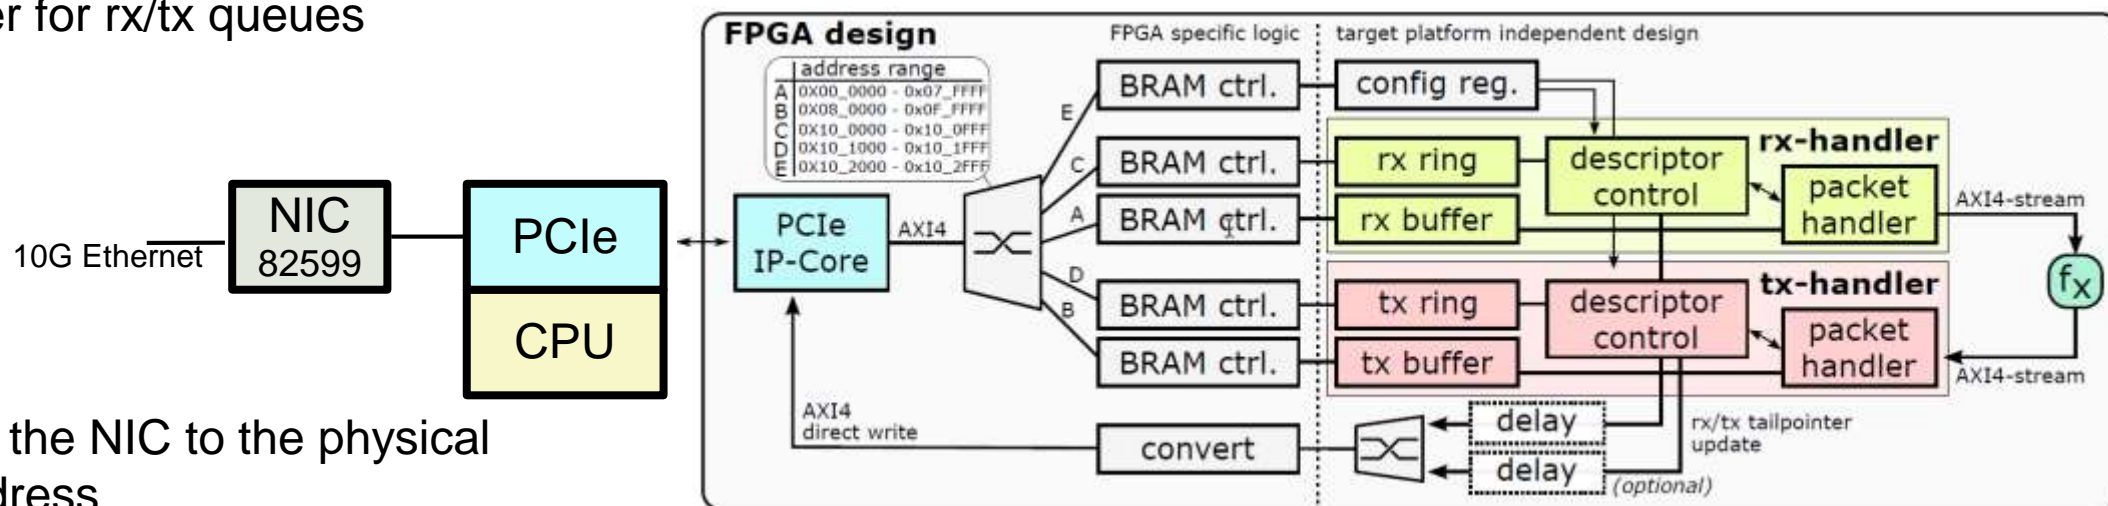 er for rx/tx queues
FPGA design
FPGA specific logic
target platform independent design
address range
A 0X00_0000 - 0x07_FFFF
B 0X08_0000 - 0x0F_FFFF
C 0X10_0000 - 0x10_0FFF
D 0X10_1000 - 0x10_1FFF
E 0X10_2000 - 0x10_2FFF
BRAM ctrl.
config reg.
E
rx-handler
BRAM ctrl.
rx ring
descriptor
control
C
packet
handler
AXI4-stream
A
BRAM ctrl.
rx buffer
NIC
82599
10G Ethernet
PCIe
CPU
PCIe
IP-Core
AXI4
fx
tx-handler
D
BRAM ctrl.
tx ring
descriptor
control
B
packet
handler
AXI4-stream
BRAM ctrl.
tx buffer
AXI4
direct write
convert
delay
delay
rx/tx tailpointer
update
(optional)
the NIC to the physical
dress